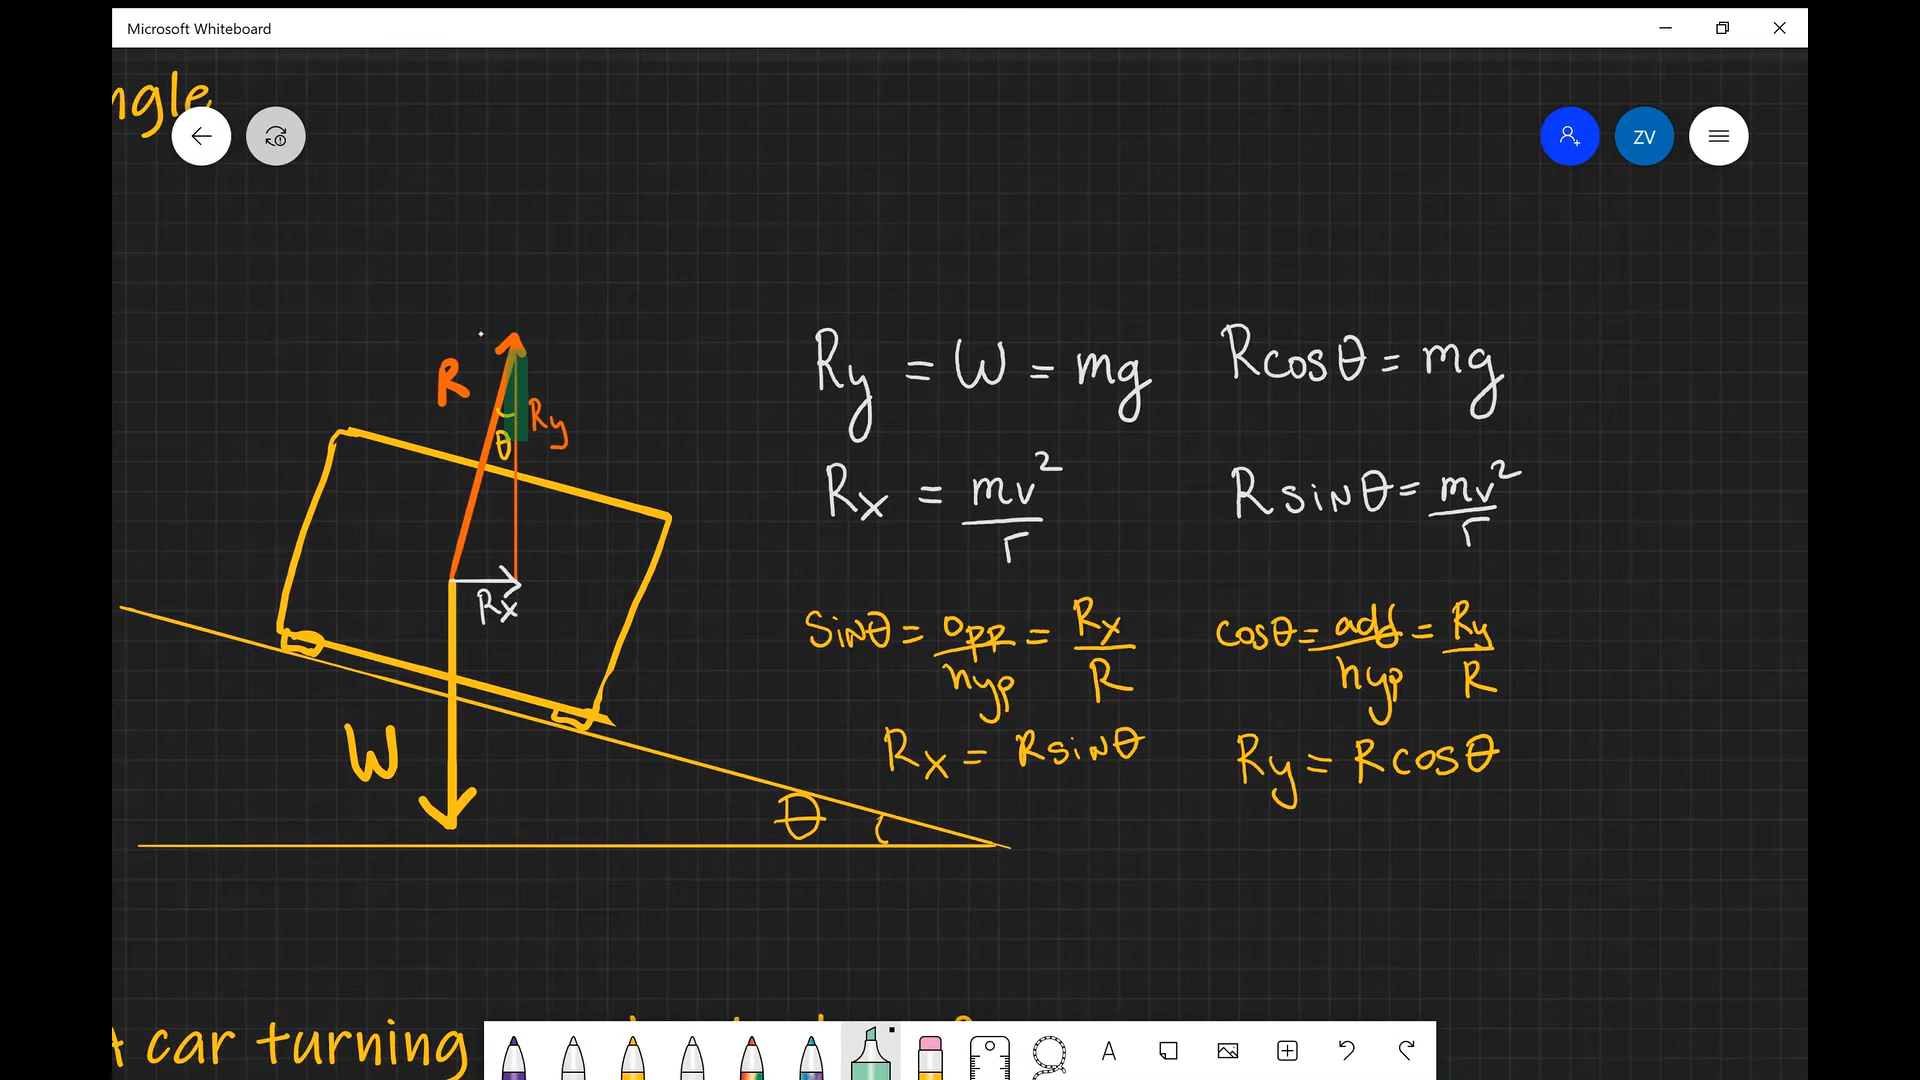 Microsoft Whiteboard
ngle
ZV
R
Ry
θ
Rx
W
θ
Ry = W = mg
Rcosθ = mg
Rx = mv²/r
Rsinθ = mv²/r
sinθ = opp/hyp = Rx/R
cosθ = adj/hyp = Ry/R
Rx = Rsinθ
Ry = Rcosθ
car turning
A